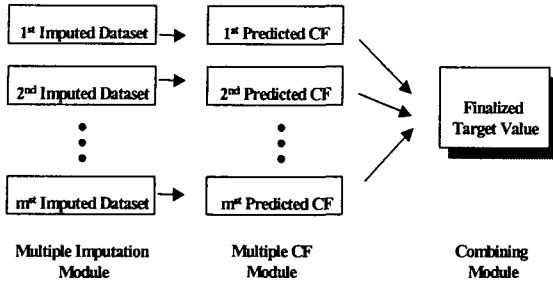 1st Imputed Dataset
1st Predicted CF
2nd Imputed Dataset
2nd Predicted CF
Finalized
Target Value
mst Imputed Dataset
mst Predicted CF
Multiple Imputation
Module
Multiple CF
Module
Combining
Module